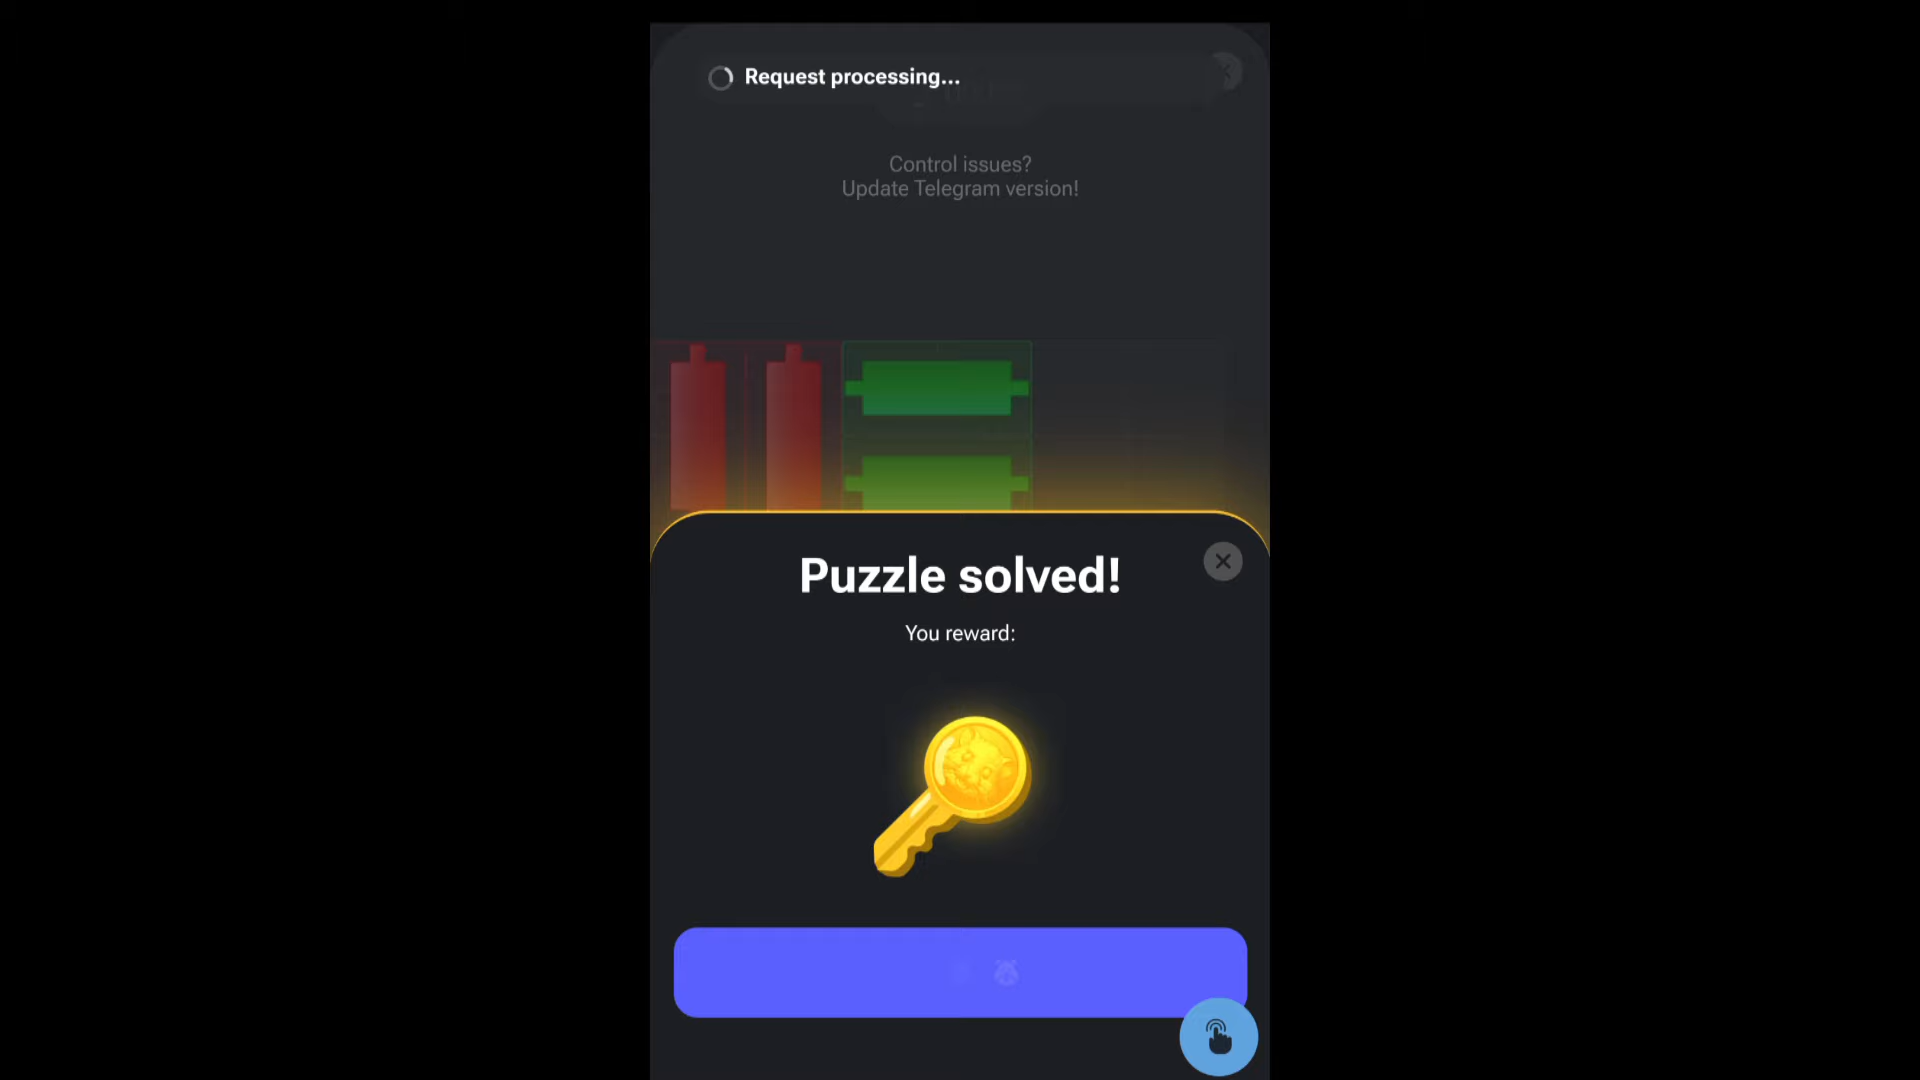 Request processing...
Control issues?
Update Telegram version!
Puzzle solved!
You reward: